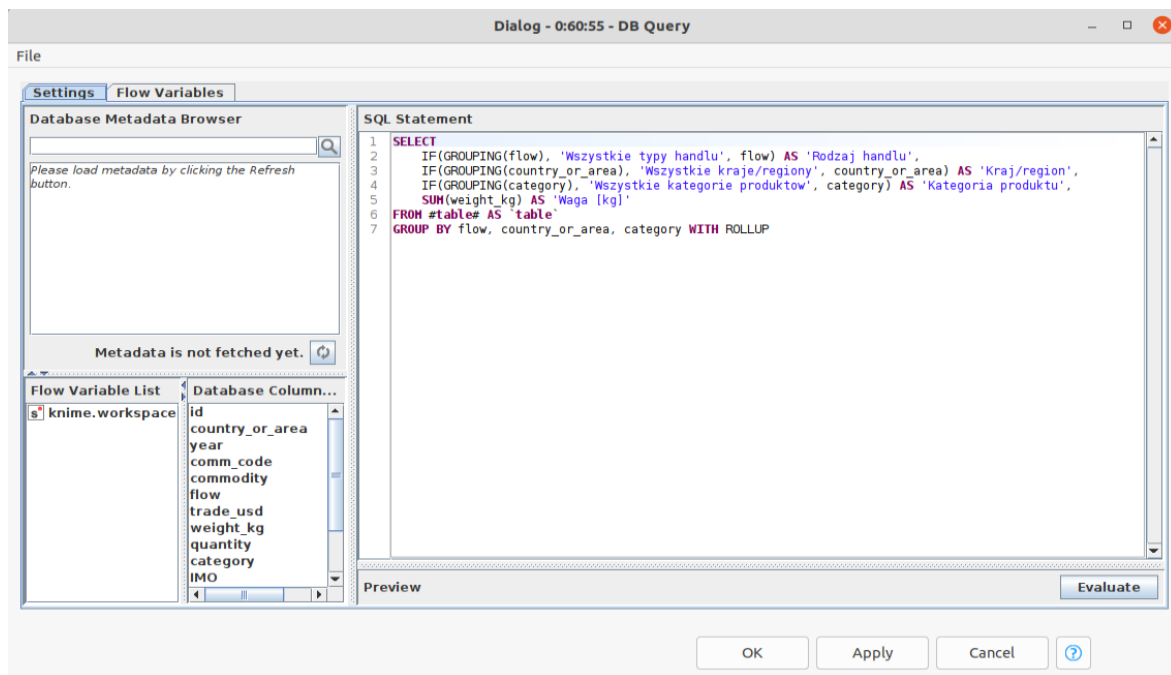 Dialog - 0:60:55 - DB Query
File
Settings
Flow Variables
Database Metadata Browser
Please load metadata by clicking the Refresh
button.
Metadata is not fetched yet.
Flow Variable List
s knime.workspace
Database Column...
id
country_or_area
year
comm_code
commodity
flow
trade_usd
weight_kg
quantity
category
IMO
SQL Statement
1 SELECT
2 IF(GROUPING(flow), 'Wszystkie typy handlu', flow) AS 'Rodzaj handlu',
3 IF(GROUPING(country_or_area), 'Wszystkie kraje/regiony', country_or_area) AS 'Kraj/region',
4 IF(GROUPING(category), 'Wszystkie kategorie produktow', category) AS 'Kategoria produktu',
5 SUM(weight_kg) AS 'Waga [kg]'
6 FROM #table# AS `table`
7 GROUP BY flow, country_or_area, category WITH ROLLUP
Preview
Evaluate
OK
Apply
Cancel
?